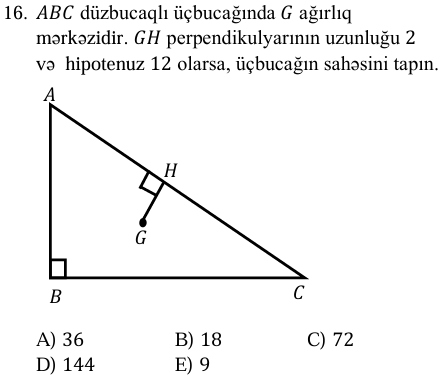 16. ABC düzbucaqlı üçbucağında G ağırlıq
mərkəzidir. GH perpendikulyarının uzunluğu 2
və hipotenuz 12 olarsa, üçbucağın sahəsini tapın.
A
H
G
B
C
A) 36 B) 18 C) 72
D) 144 E) 9